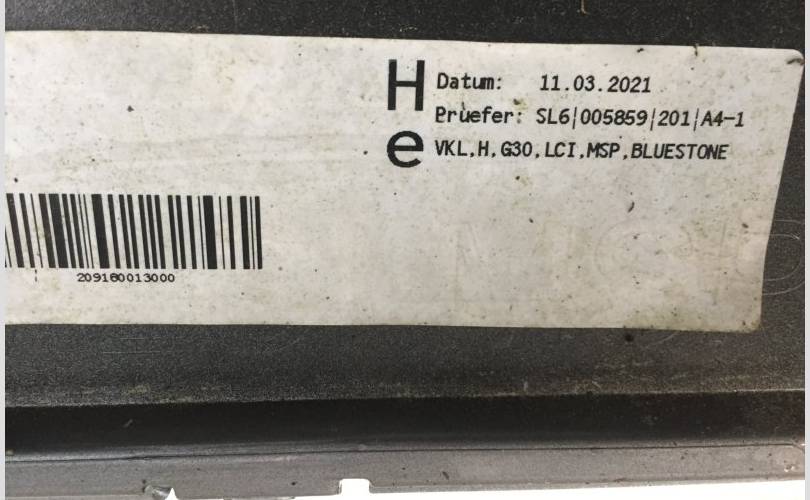 H
Datum: 11.03.2021
Pruefer: SL6|005859|201|A4-1
e
VKL,H,G30,LCI,MSP,BLUESTONE
209160013000